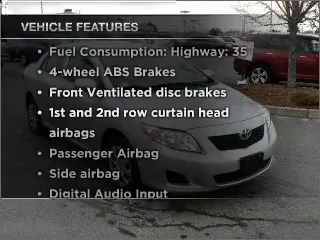 VEHICLE FEATURES
• Fuel Consumption: Highway: 35
• 4-wheel ABS Brakes
• Front Ventilated disc brakes
• 1st and 2nd row curtain head
airbags
• Passenger Airbag
• Side airbag
• Digital Audio Input